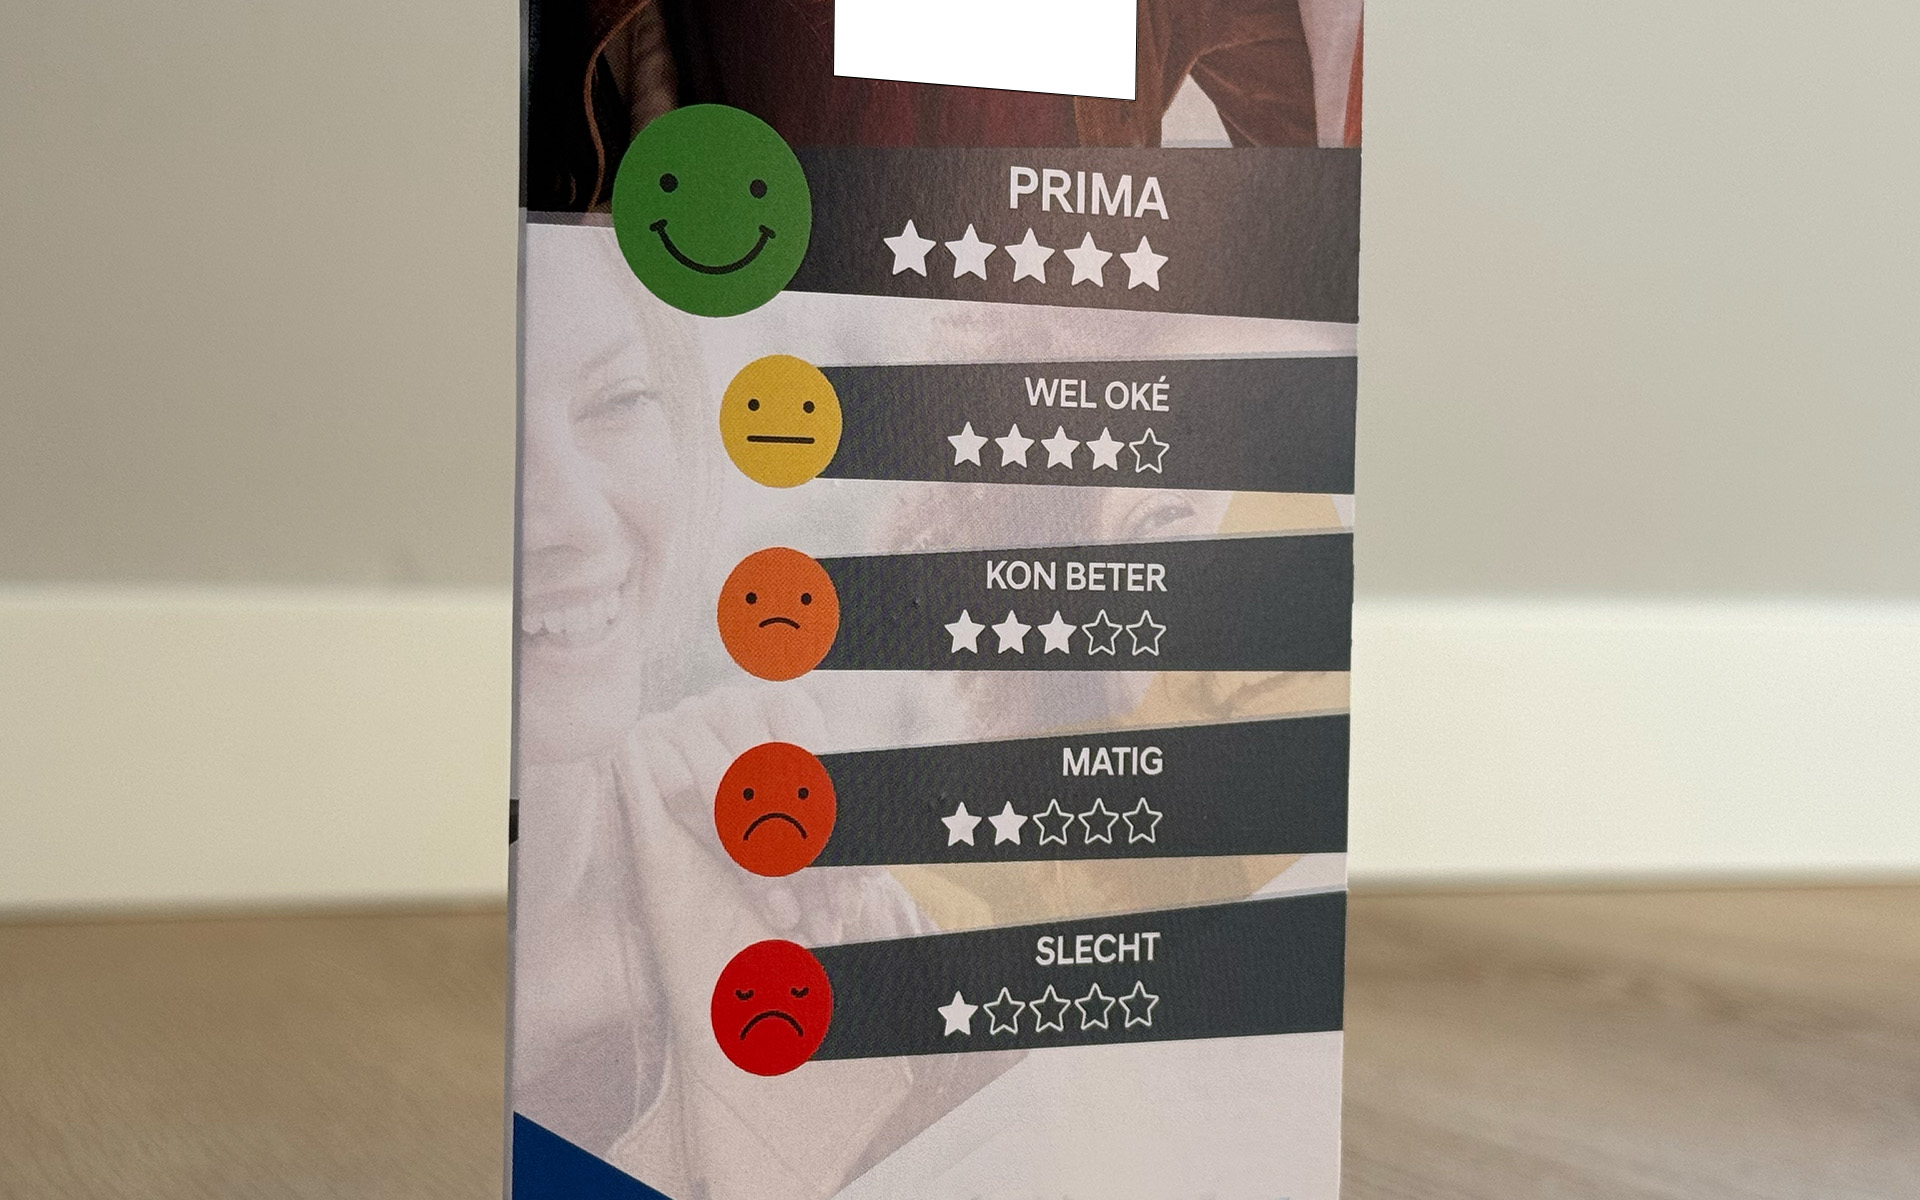 PRIMA
WEL OKÉ
KON BETER
MATIG
SLECHT